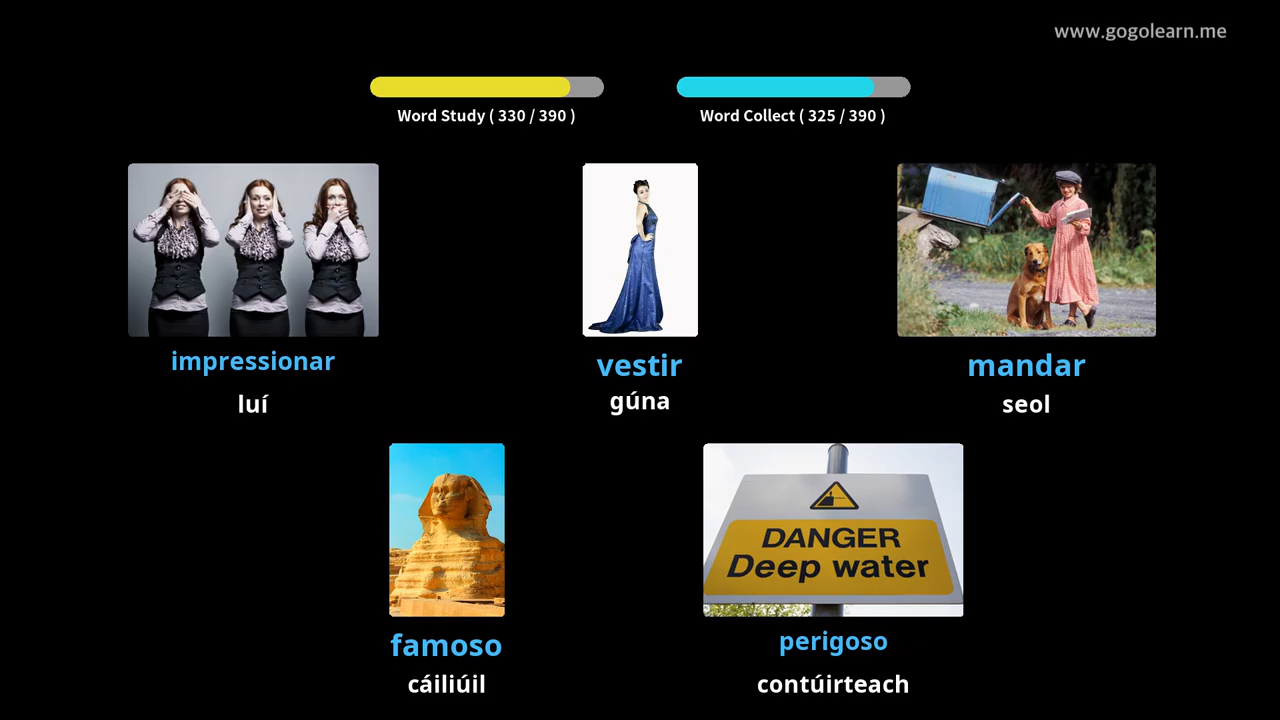 www.gogolearn.me
Word Study ( 330 / 390 )
Word Collect ( 325 / 390 )
impressionar
luí
vestir
gúna
mandar
seol
DANGER
Deep water
famoso
cáiliúil
perigoso
contúirteach